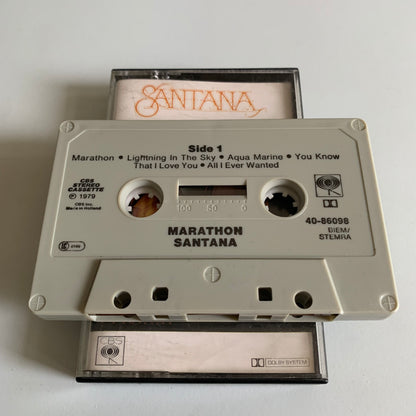 SANTANA
Side 1
Marathon • Lightning In The Sky • Aqua Marine • You Know
That I Love You • All I Ever Wanted
CBS
STEREO
CASSETTE
℗ 1979
CBS Inc.
Made in Holland
100 50 0
40-86098
BIEM/
STEMRA
MARATHON
SANTANA
CBS
DOLBY SYSTEM